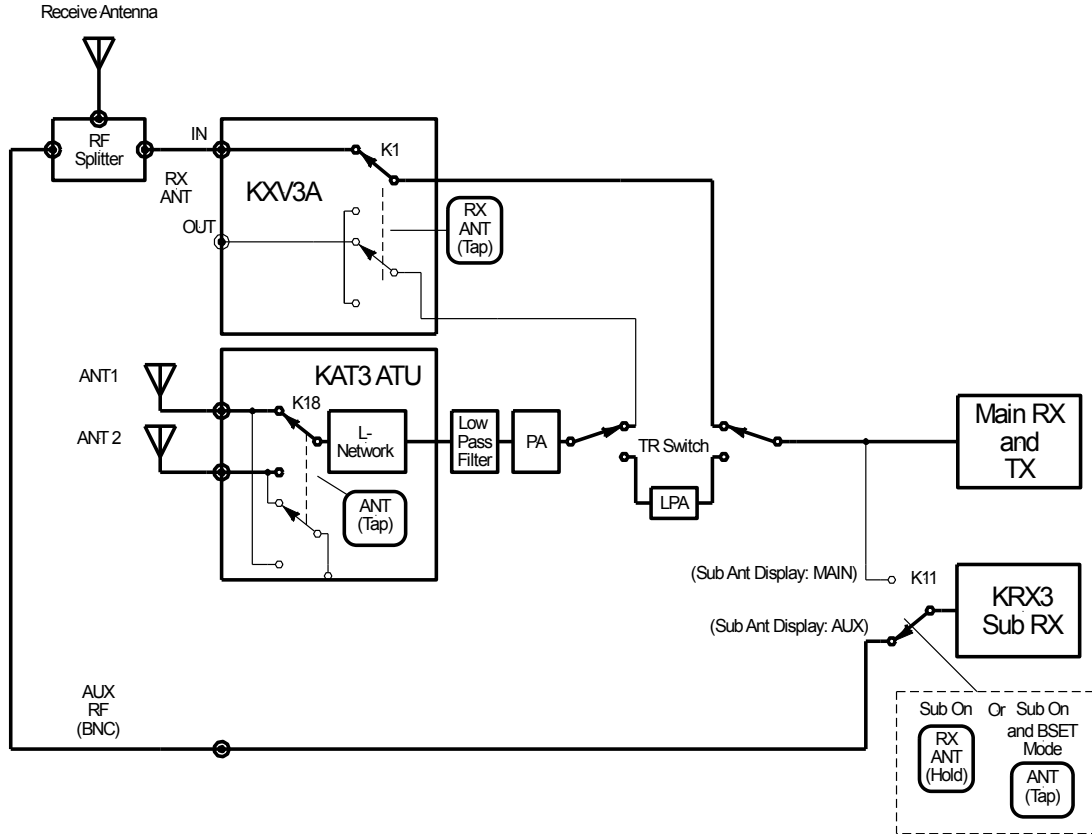 Receive Antenna
RF
Splitter
IN
RX
ANT
OUT
KXV3A
K1
RX
ANT
(Tap)
ANT1
ANT 2
KAT3 ATU
K18
L-
Network
ANT
(Tap)
Low
Pass
Filter
PA
TR Switch
LPA
Main RX
and
TX
(Sub Ant Display: MAIN)
K11
(Sub Ant Display: AUX)
KRX3
Sub RX
AUX
RF
(BNC)
Sub On
Or
Sub On
and BSET
Mode
RX
ANT
(Hold)
ANT
(Tap)